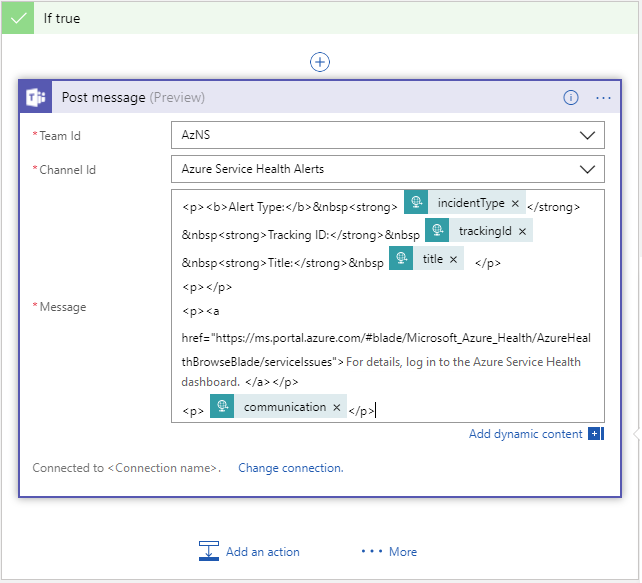 If true
Post message (Preview)
* Team Id
AzNS
* Channel Id
Azure Service Health Alerts
* Message
<p><b>Alert Type:</b>&nbsp<strong> incidentType × </strong>
&nbsp<strong>Tracking ID:</strong>&nbsp trackingId ×
&nbsp<strong>Title:</strong>&nbsp title × </p>
<p></p>
<p><a
href="https://ms.portal.azure.com/#blade/Microsoft_Azure_Health/AzureHeal
thBrowseBlade/serviceIssues">For details, log in to the Azure Service Health
dashboard. </a></p>
<p> communication × </p>
Add dynamic content
Connected to <Connection name>. Change connection.
Add an action
More